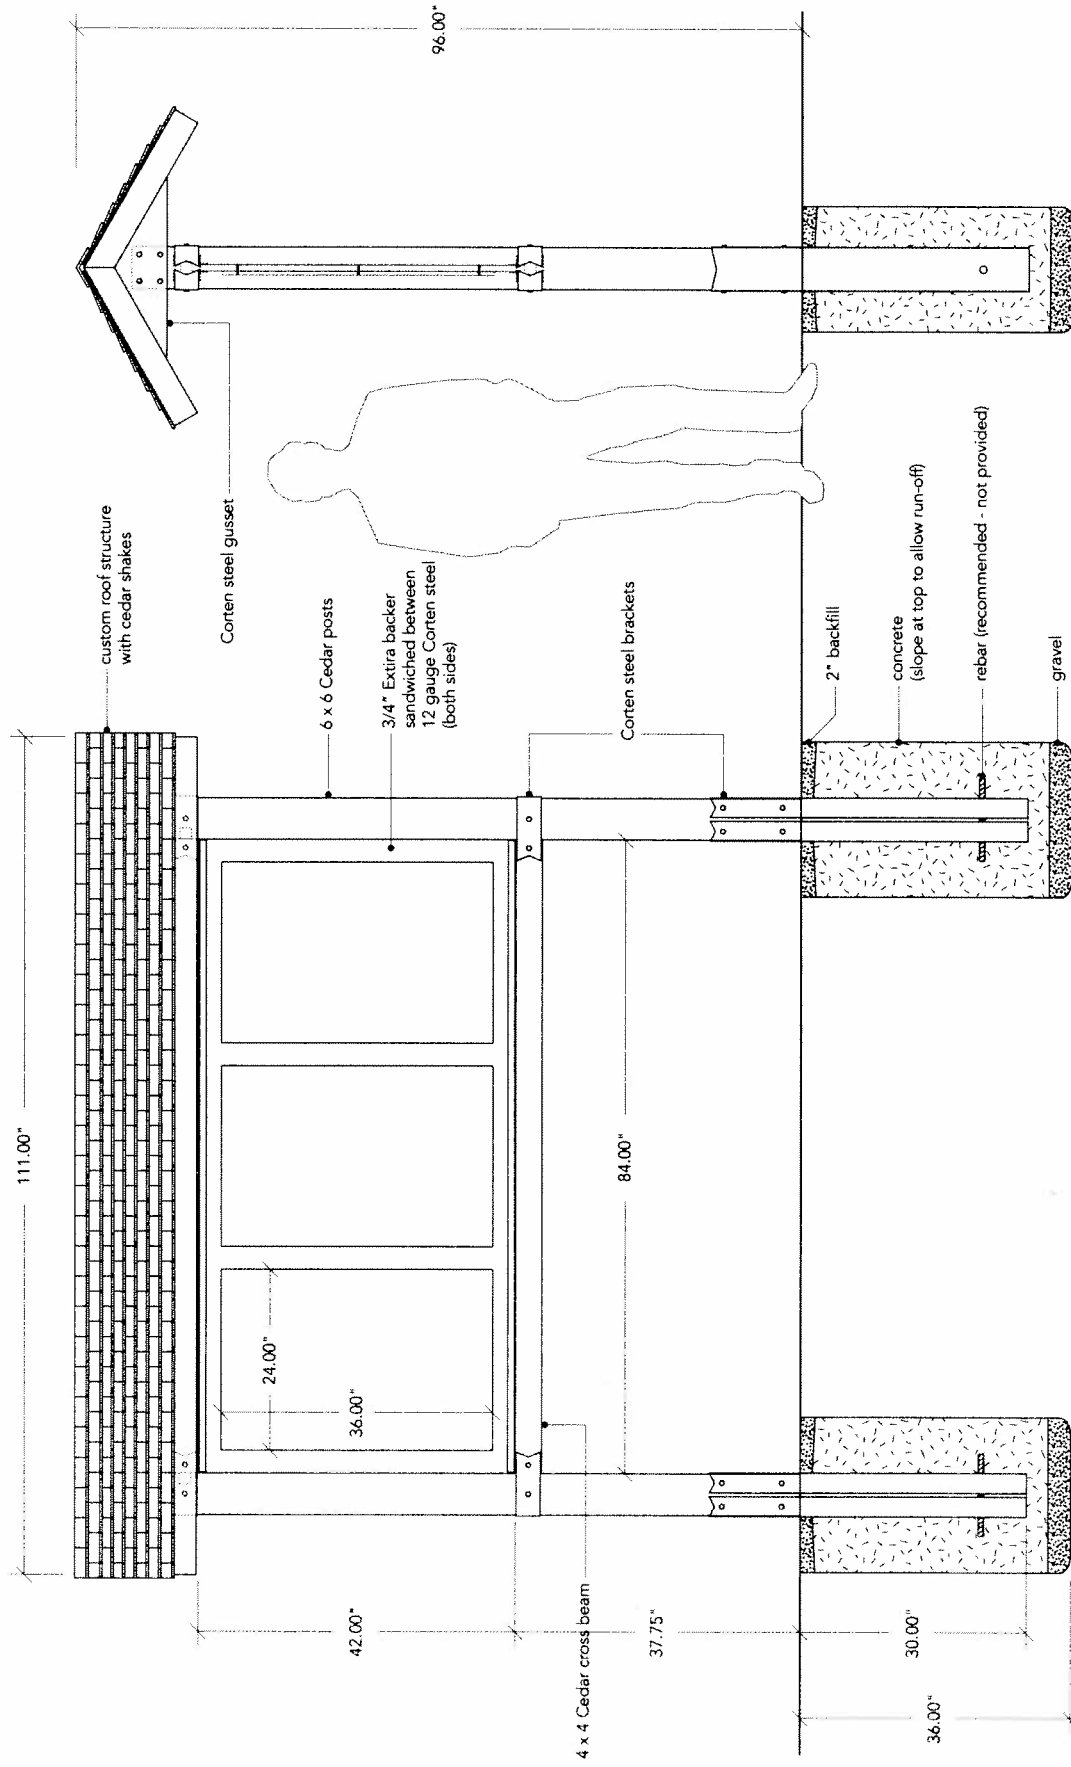 111.00"
96.00"
custom roof structure
with cedar shakes
Corten steel gusset
6 x 6 Cedar posts
3/4" Extira backer
sandwiched between
12 gauge Corten steel
(both sides)
24.00"
36.00"
42.00"
4 x 4 Cedar cross beam
Corten steel brackets
84.00"
37.75"
2" backfill
concrete
(slope at top to allow run-off)
rebar (recommended - not provided)
gravel
30.00"
36.00"